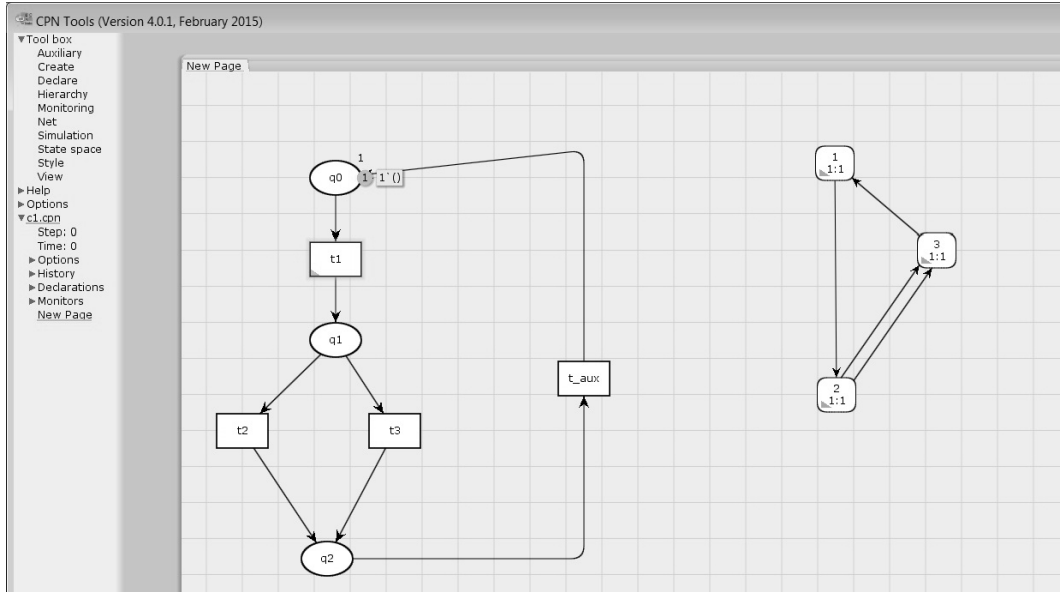 CPN Tools (Version 4.0.1, February 2015)
Tool box
Auxiliary
Create
Declare
Hierarchy
Monitoring
Net
Simulation
State space
Style
View
Help
Options
c1.cpn
Step: 0
Time: 0
Options
History
Declarations
Monitors
New Page
New Page
1
q0
1
1`()
t1
q1
t2
t3
q2
t_aux
1
1:1
3
1:1
2
1:1